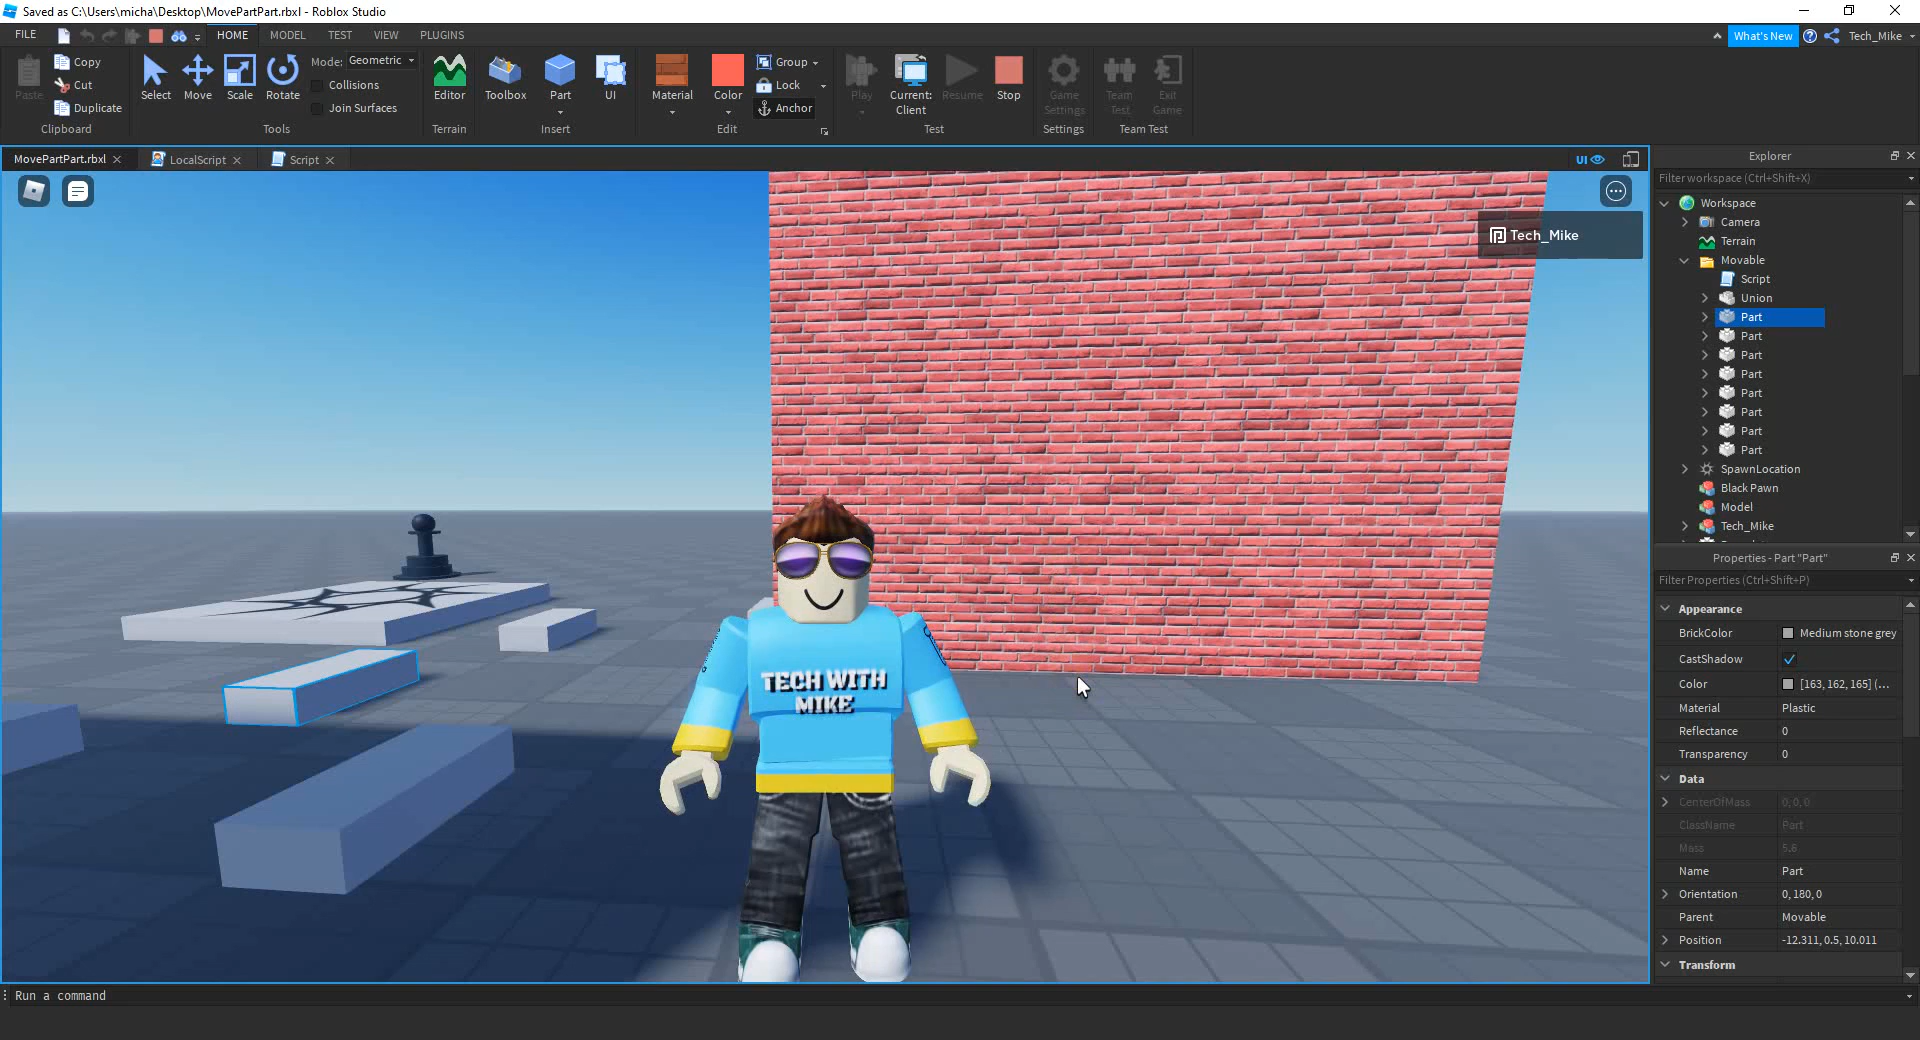 Saved as C:\Users\micha\Desktop\MovePartPart.rbxl - Roblox Studio
FILE HOME MODEL TEST VIEW PLUGINS What's New Tech_Mike
Paste Copy Cut Duplicate
Clipboard
Select Move Scale Rotate
Mode: Geometric
Collisions
Join Surfaces
Tools
Editor
Terrain
Toolbox Part UI
Insert
Material Color Group Lock Anchor
Edit
Play Current: Client Resume Stop
Test
Game Settings
Settings
Team Test Exit Game
Team Test
MovePartPart.rbxl LocalScript Script UI
Tech_Mike
TECH WITH
MIKE
Explorer
Filter workspace (Ctrl+Shift+X)
Workspace
Camera
Terrain
Movable
Script
Union
Part
Part
Part
Part
Part
Part
Part
Part
SpawnLocation
Black Pawn
Model
Tech_Mike
Properties - Part "Part"
Filter Properties (Ctrl+Shift+P)
Appearance
BrickColor Medium stone grey
CastShadow
Color [163, 162, 165] (...
Material Plastic
Reflectance 0
Transparency 0
Data
CenterOfMass 0, 0, 0
ClassName Part
Mass 5.6
Name Part
Orientation 0, 180, 0
Parent Movable
Position -12.311, 0.5, 10.011
Transform
Run a command